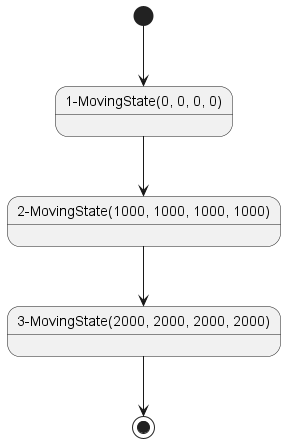 1-MovingState(0, 0, 0, 0)
2-MovingState(1000, 1000, 1000, 1000)
3-MovingState(2000, 2000, 2000, 2000)